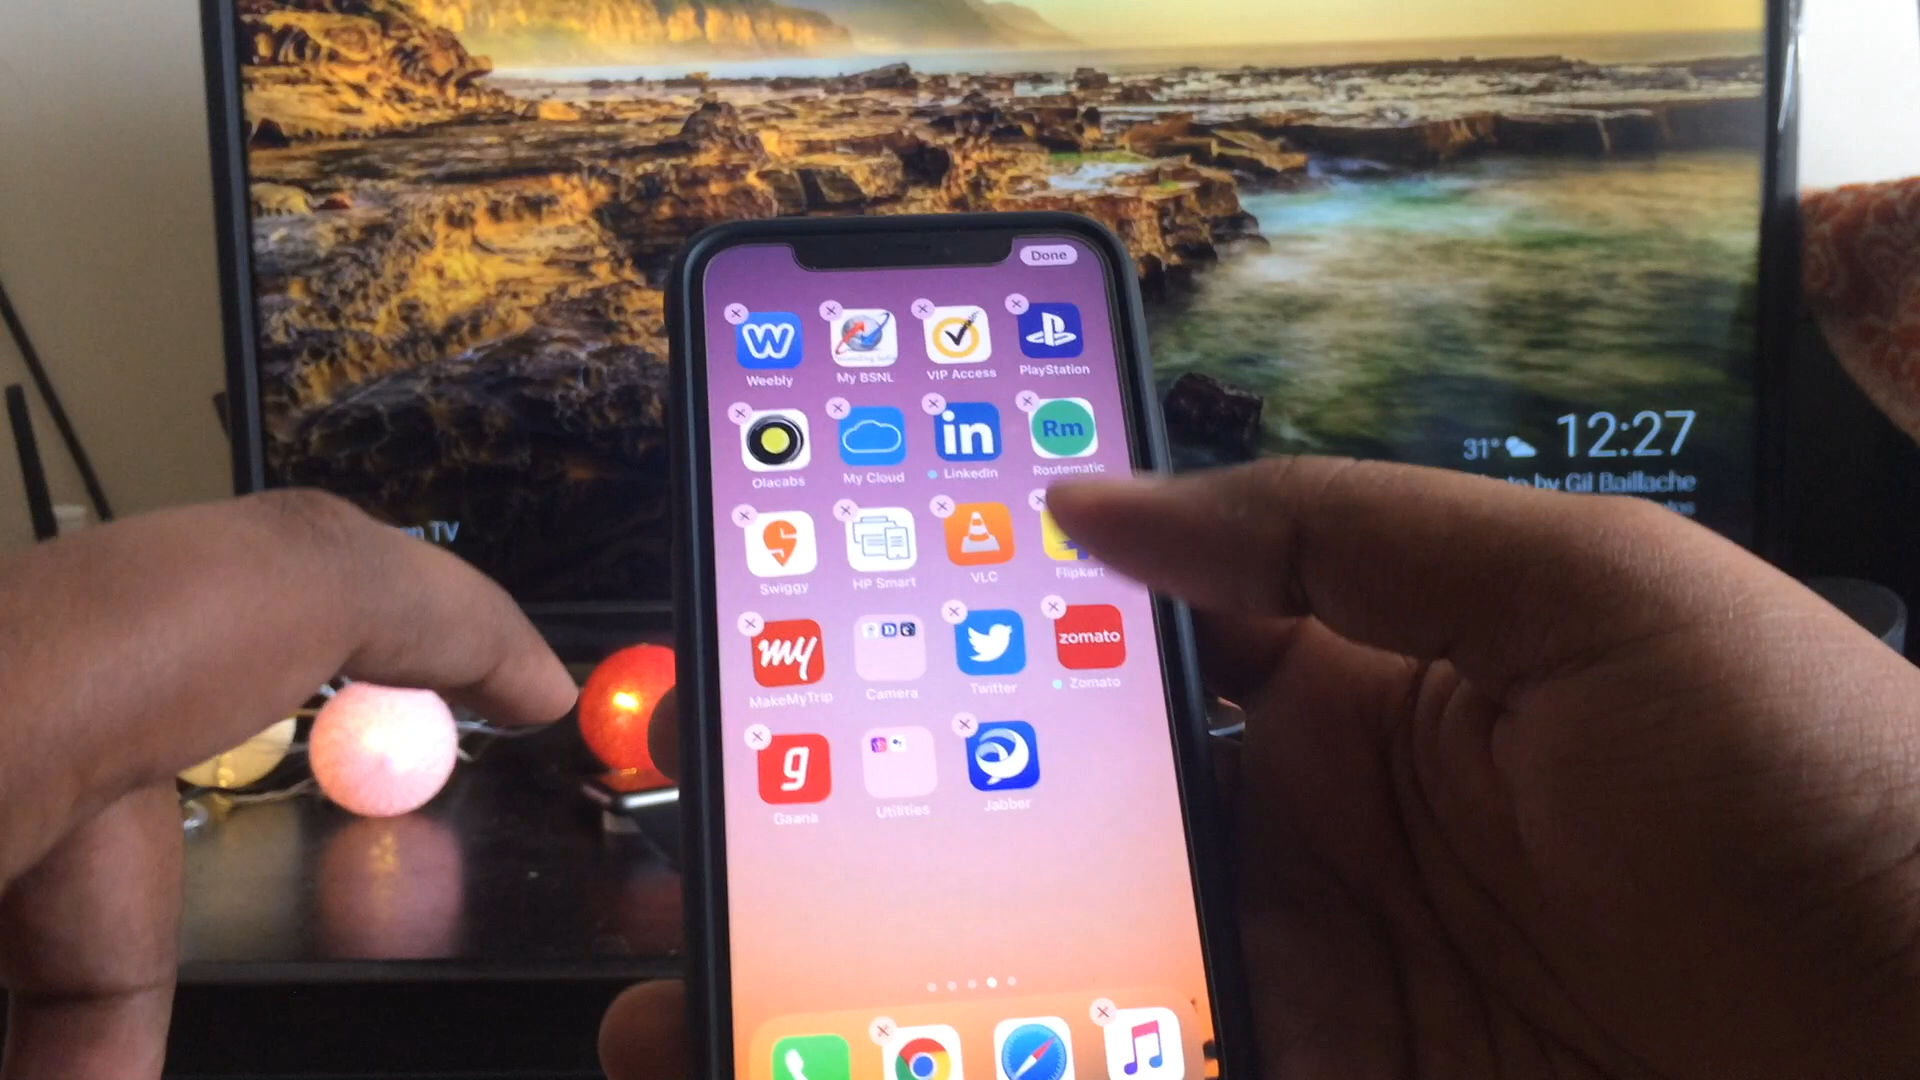 Done
Weebly My BSNL VIP Access PlayStation
Rm
Olacabs My Cloud LinkedIn Routematic
in
Swiggy HP Smart VLC Flipkart
my zomato
MakeMyTrip Camera Twitter Zomato
g
Gaana Utilities Jabber
12:27
31°
by Gil Baillache
TV